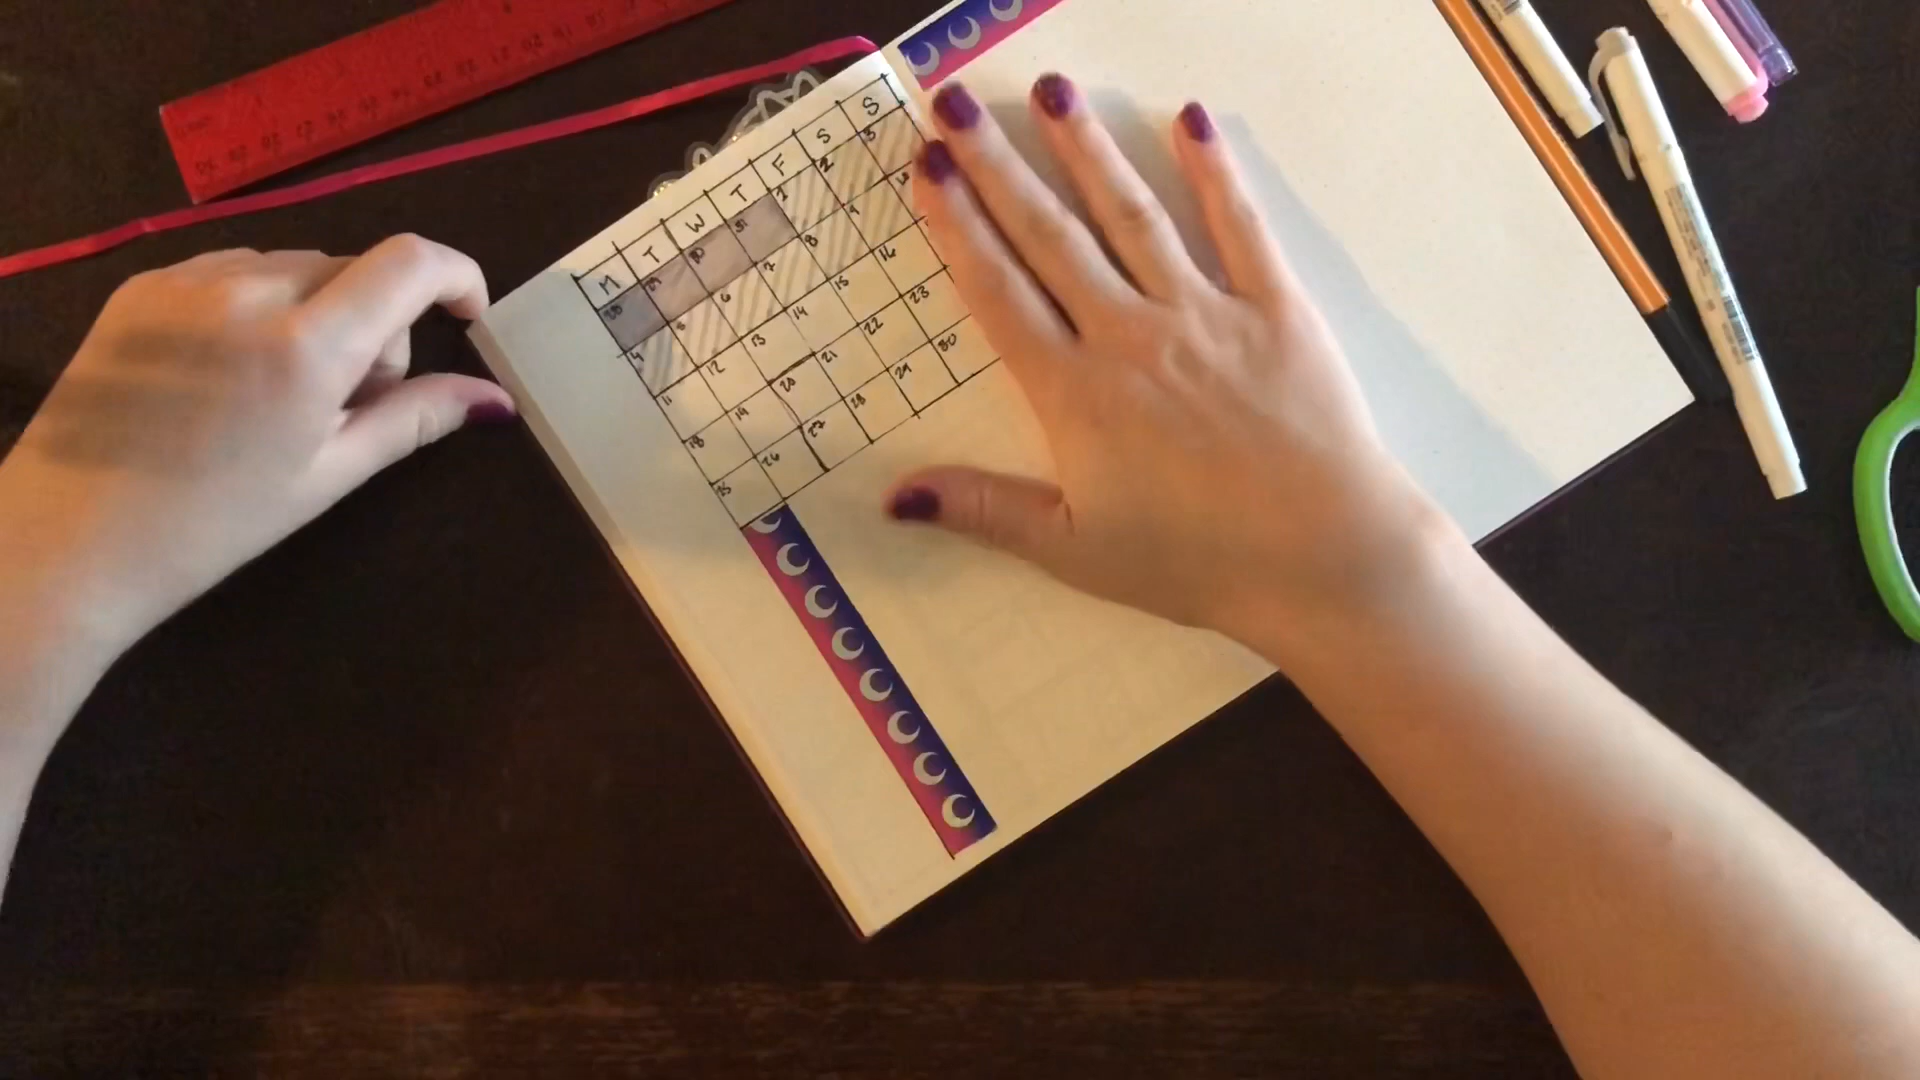 M T W T F S S
28 29 30 31 1 2 3
4 5 6 7 8 9 10
11 12 13 14 15 16
18 19 20 21 22 23
25 26 27 28 29 30